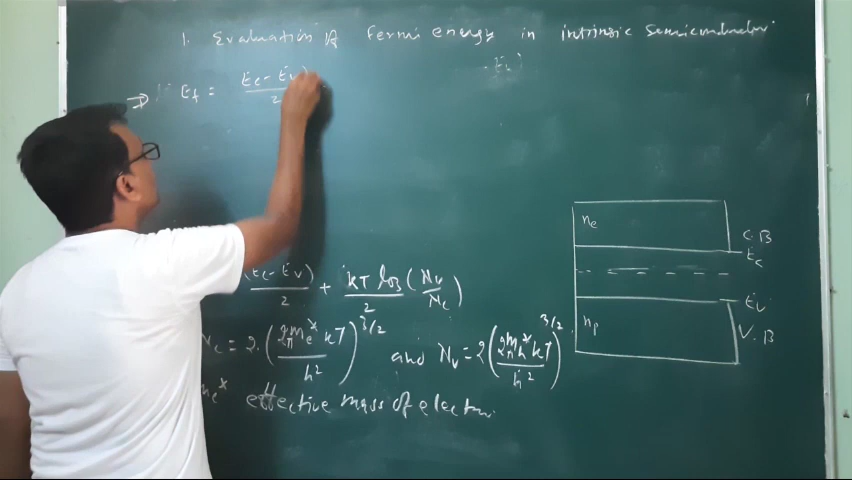 1. Evaluation of Fermi energy in intrinsic semiconductor
⇒ Ef = (Ec - Ev) / 2
(Ec - Ev) / 2 + kT / 2 log (Nv / Nc)
Nc = 2. (2πme* kT / h²)^3/2 and Nv = 2 (2πmh* kT / h²)^3/2
me* effective mass of electron
ne
C.B
Ec
Ev
np
V.B